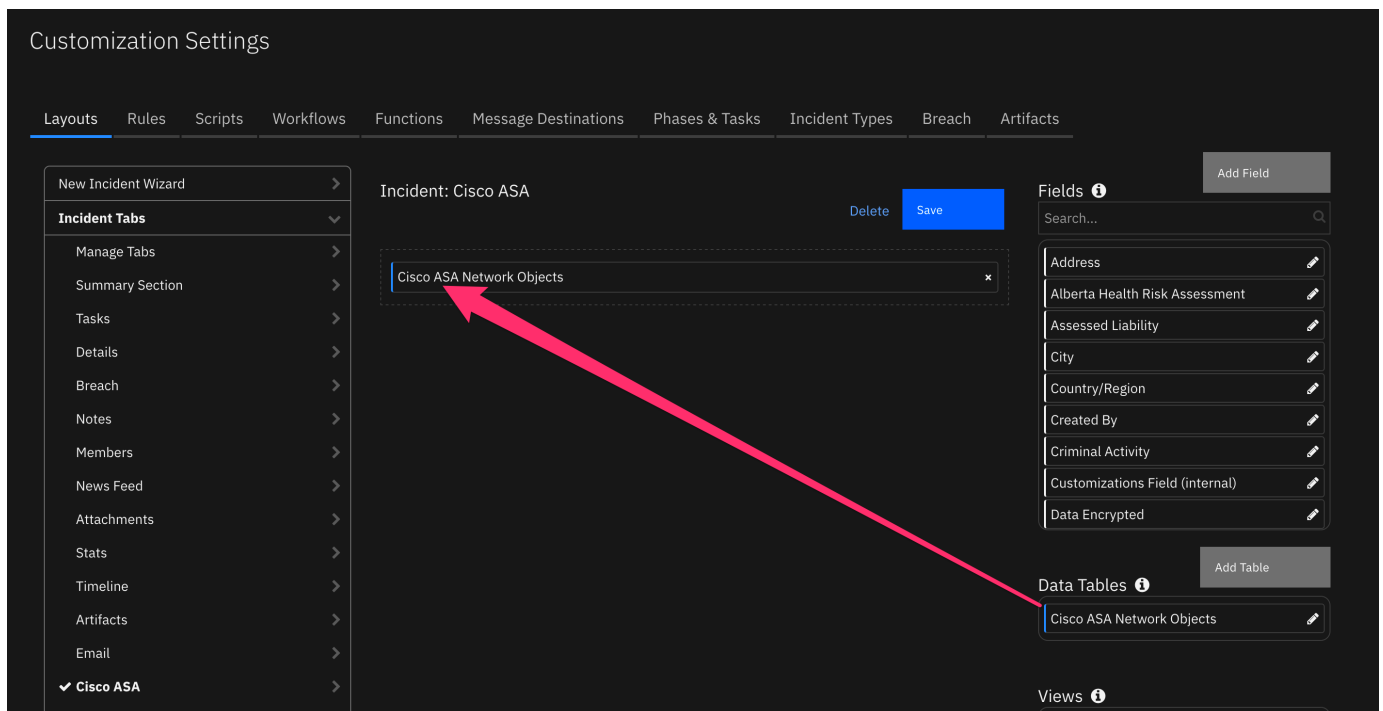 Customization Settings
Layouts Rules Scripts Workflows Functions Message Destinations Phases & Tasks Incident Types Breach Artifacts
New Incident Wizard
Incident Tabs
Manage Tabs
Summary Section
Tasks
Details
Breach
Notes
Members
News Feed
Attachments
Stats
Timeline
Artifacts
Email
Cisco ASA
Incident: Cisco ASA
Delete Save
Cisco ASA Network Objects
Add Field
Fields
Search...
Address
Alberta Health Risk Assessment
Assessed Liability
City
Country/Region
Created By
Criminal Activity
Customizations Field (internal)
Data Encrypted
Add Table
Data Tables
Cisco ASA Network Objects
Views